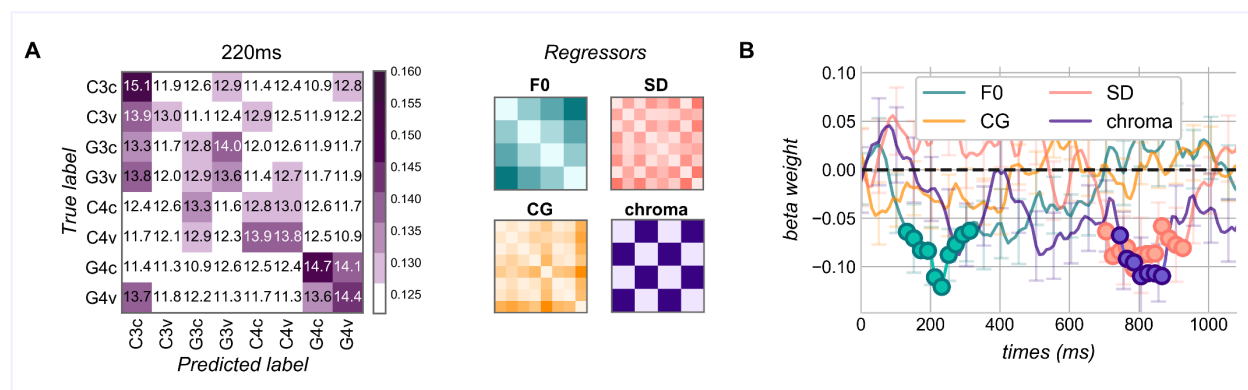 A
220ms
C3c 15.1 11.9 12.6 12.9 11.4 12.4 10.9 12.8
C3v 13.9 13.0 11.1 12.4 12.9 12.5 11.9 12.2
G3c 13.3 11.7 12.8 14.0 12.0 12.6 11.9 11.7
G3v 13.8 12.0 12.9 13.6 11.4 12.7 11.7 11.9
C4c 12.4 12.6 13.3 11.6 12.8 13.0 12.6 11.7
C4v 11.7 12.1 12.9 12.3 13.9 13.8 12.5 10.9
G4c 11.4 11.3 10.9 12.6 12.5 12.4 14.7 14.1
G4v 13.7 11.8 12.2 11.3 11.7 11.3 13.6 14.4
C3c C3v G3c G3v C4c C4v G4c G4v
True label
Predicted label
0.160
0.155
0.150
0.145
0.140
0.135
0.130
0.125
Regressors
F0 SD
CG chroma
B
F0 SD
CG chroma
0.10
0.05
0.00
−0.05
−0.10
beta weight
0 200 400 600 800 1000
times (ms)